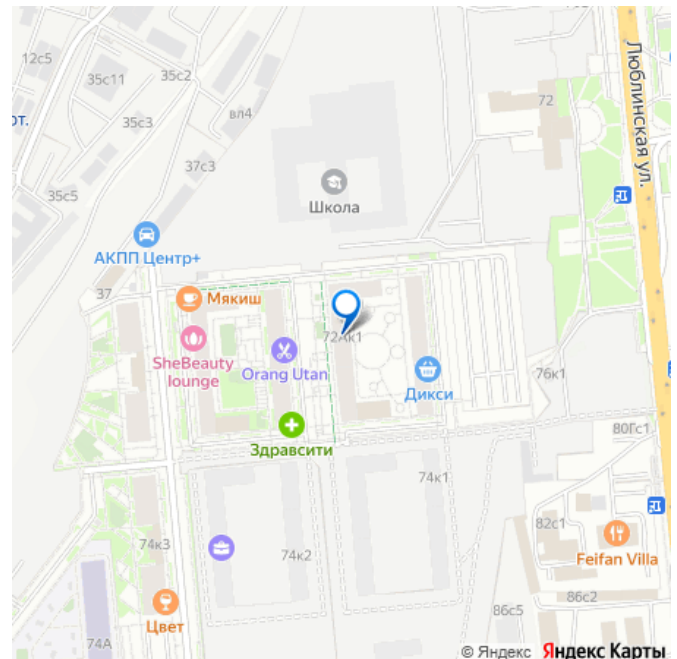 12с5
35с11
35с2
72
Люблинская ул.
от.
35с3
вл4
37с3
35с5
Школа
АКПП Центр+
37
Мякиш
72Ак1
SheBeauty
lounge
Orang Utan
Дикси
76к1
Здравсити
80Гс1
74к1
82с1
74к3
74к2
Feifan Villa
86с2
86с5
Цвет
74А
© Яндекс Яндекс Карты